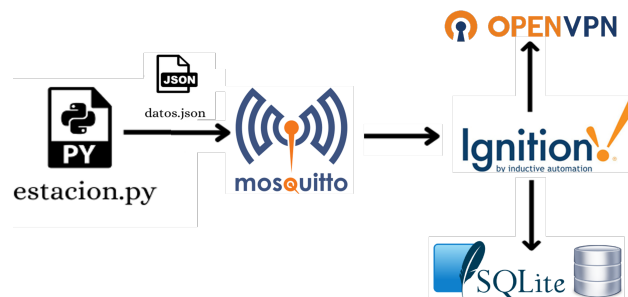 OPENVPN
JSON
datos.json
PY
estacion.py
mosquitto
Ignition!
by inductive automation
SQLite